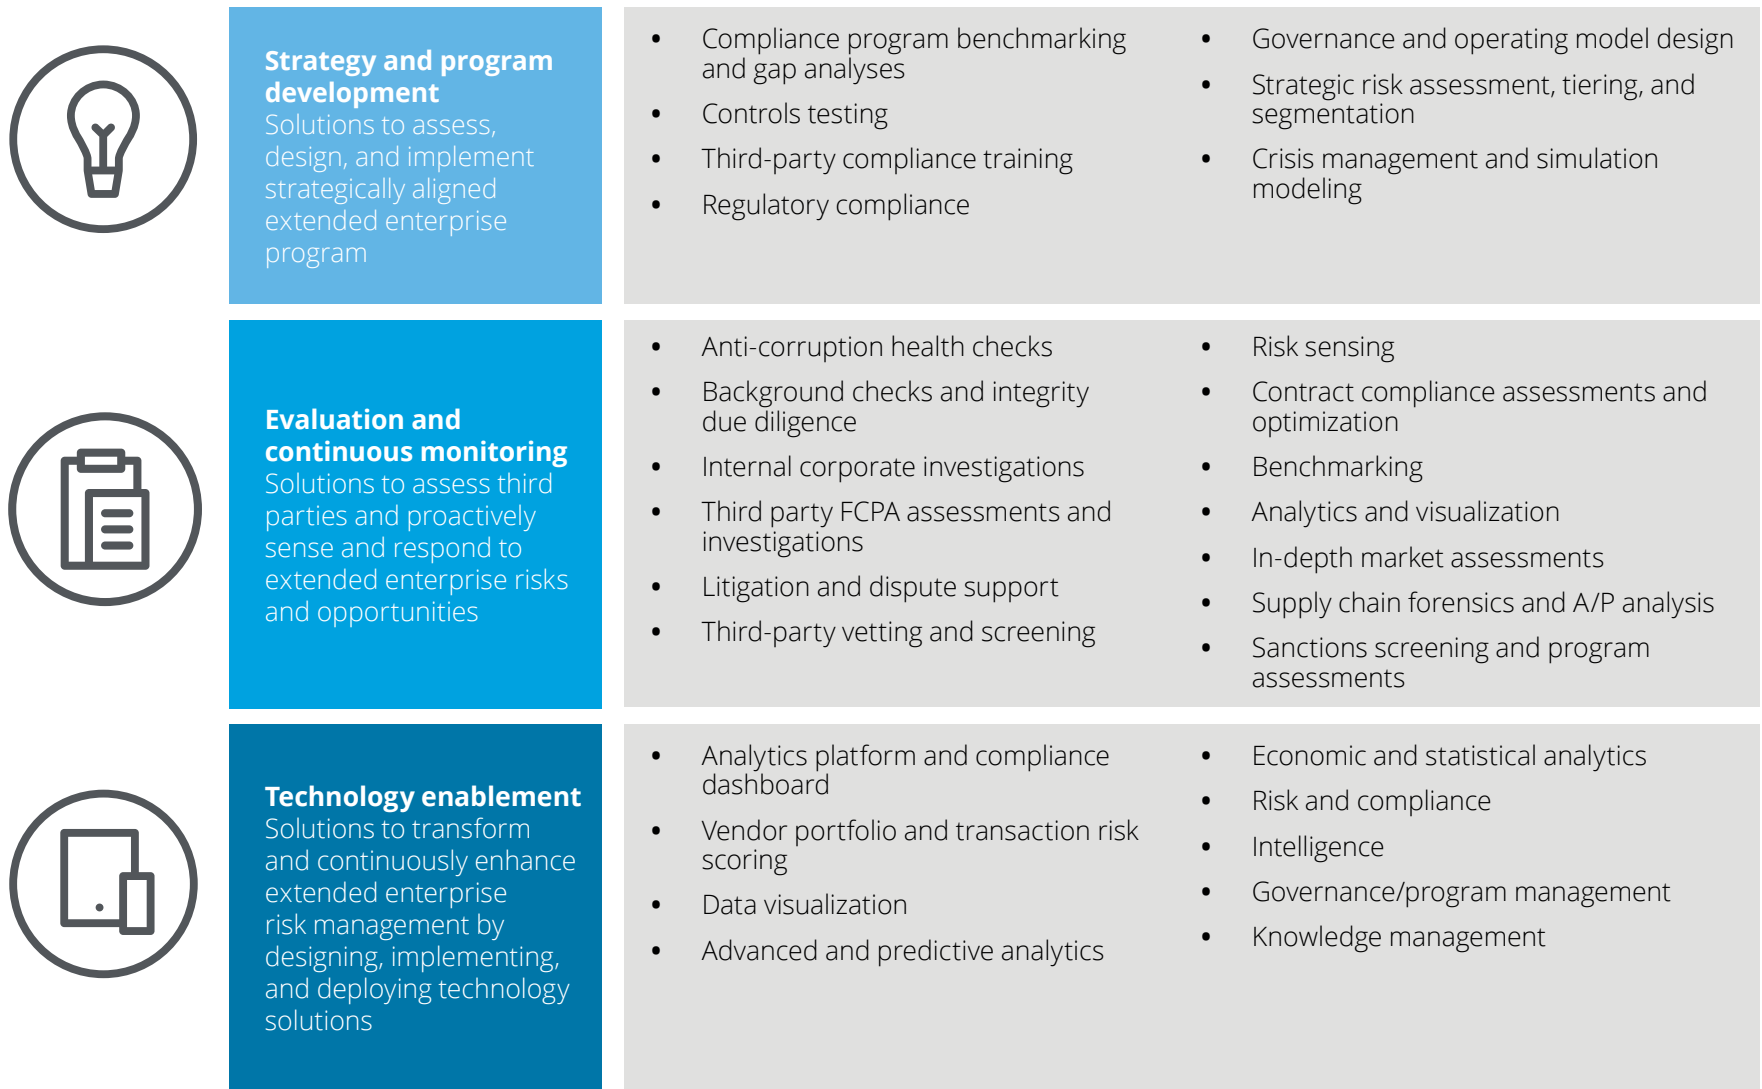 Strategy and program
development
Solutions to assess,
design, and implement
strategically aligned
extended enterprise
program
• Compliance program benchmarking
and gap analyses
• Controls testing
• Third-party compliance training
• Regulatory compliance
• Governance and operating model design
• Strategic risk assessment, tiering, and
segmentation
• Crisis management and simulation
modeling
Evaluation and
continuous monitoring
Solutions to assess third
parties and proactively
sense and respond to
extended enterprise risks
and opportunities
• Anti-corruption health checks
• Background checks and integrity
due diligence
• Internal corporate investigations
• Third party FCPA assessments and
investigations
• Litigation and dispute support
• Third-party vetting and screening
• Risk sensing
• Contract compliance assessments and
optimization
• Benchmarking
• Analytics and visualization
• In-depth market assessments
• Supply chain forensics and A/P analysis
• Sanctions screening and program
assessments
Technology enablement
Solutions to transform
and continuously enhance
extended enterprise
risk management by
designing, implementing,
and deploying technology
solutions
• Analytics platform and compliance
dashboard
• Vendor portfolio and transaction risk
scoring
• Data visualization
• Advanced and predictive analytics
• Economic and statistical analytics
• Risk and compliance
• Intelligence
• Governance/program management
• Knowledge management